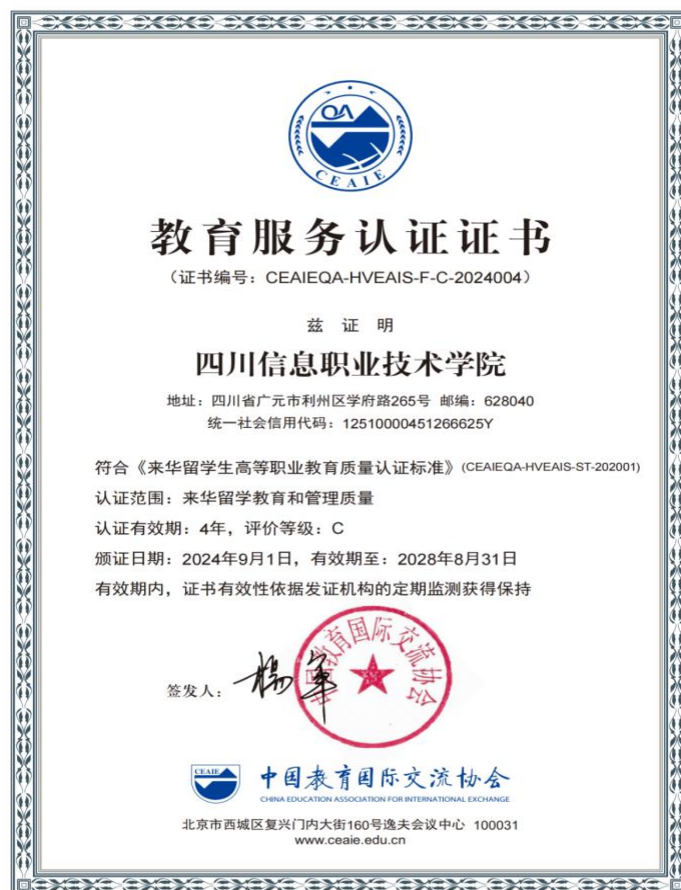 QA
CEAIE
教育服务认证证书
（证书编号：CEAIEQA-HVEAIS-F-C-2024004）
兹 证 明
四川信息职业技术学院
地址：四川省广元市利州区学府路265号 邮编：628040
统一社会信用代码：12510000451266625Y
符合《来华留学生高等职业教育质量认证标准》(CEAIEQA-HVEAIS-ST-202001)
认证范围：来华留学教育和管理质量
认证有效期：4年，评价等级：C
颁证日期：2024年9月1日，有效期至：2028年8月31日
有效期内，证书有效性依据发证机构的定期监测获得保持
中国教育国际交流协会
签发人：
CEAIE
中国教育国际交流协会
CHINA EDUCATION ASSOCIATION FOR INTERNATIONAL EXCHANGE
北京市西城区复兴门内大街160号逸夫会议中心 100031
www.ceaie.edu.cn